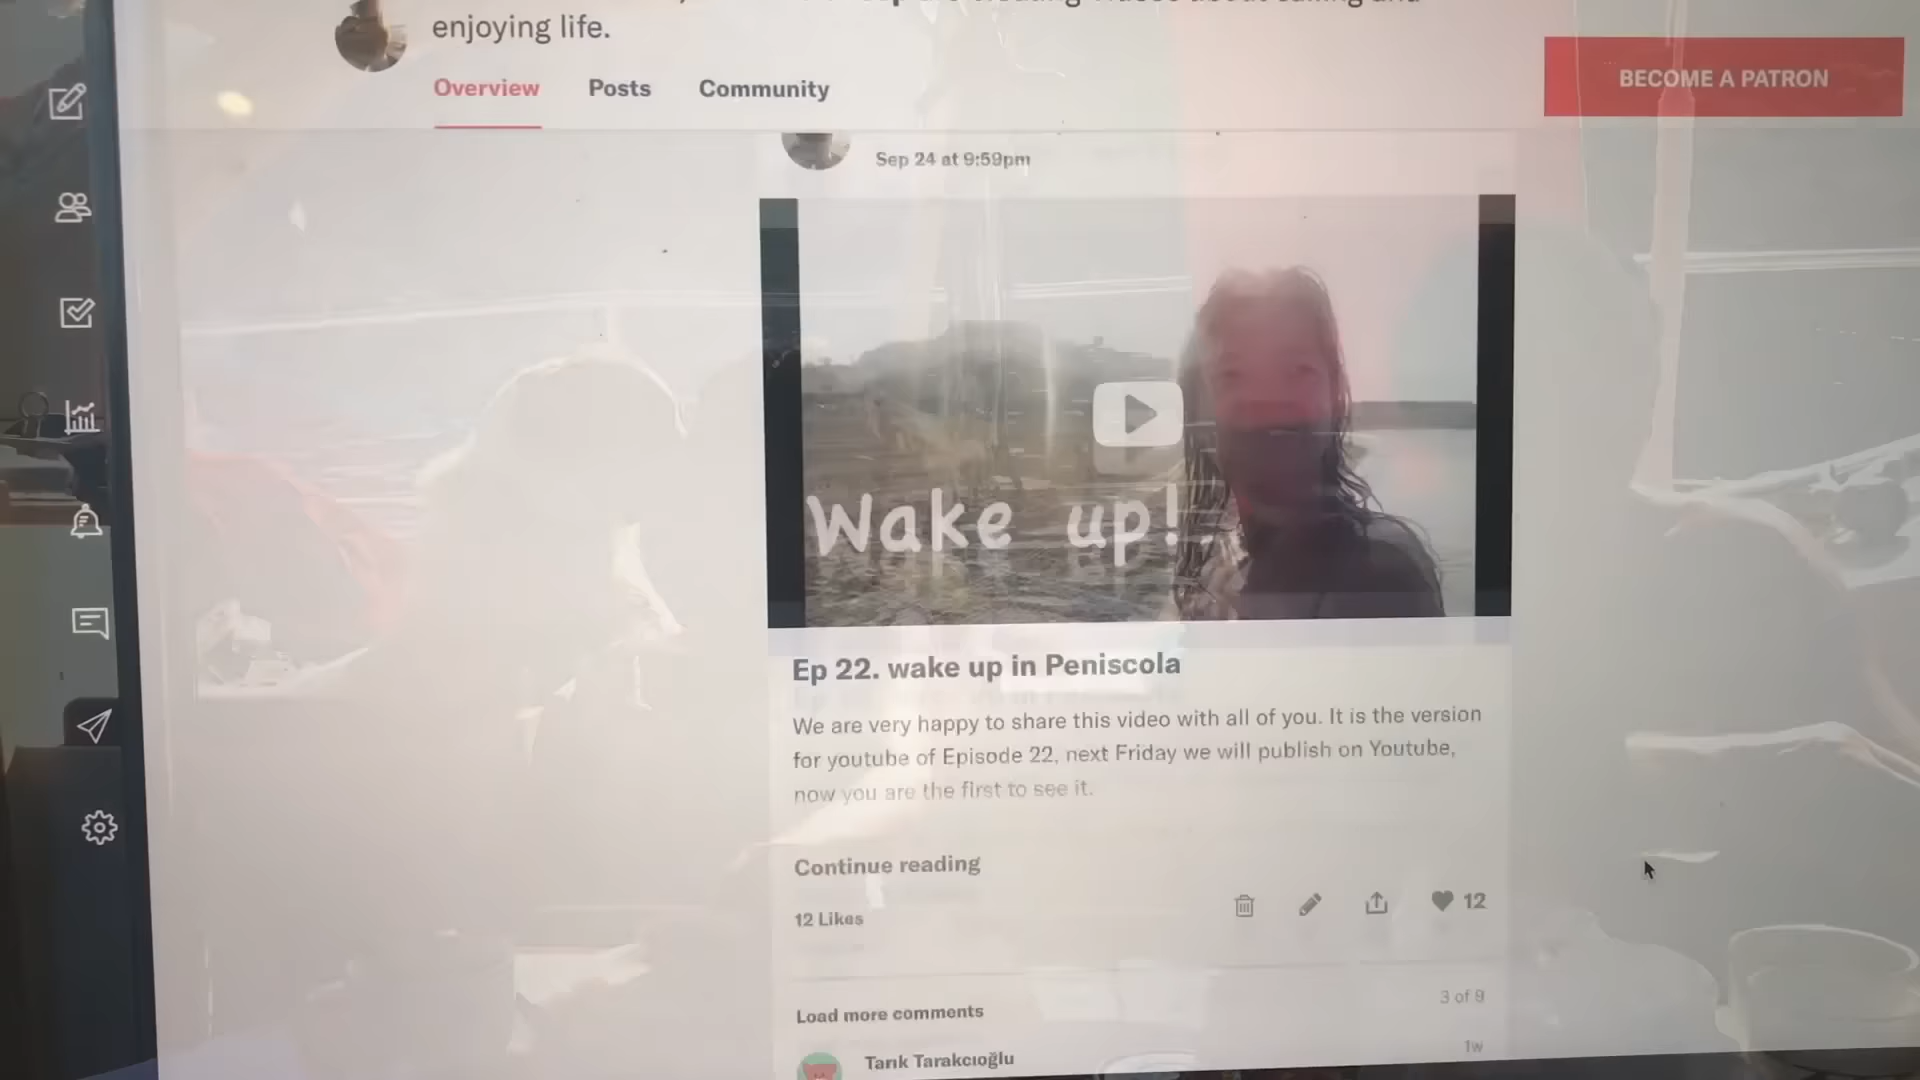 enjoying life.
Overview Posts Community
BECOME A PATRON
Sep 24 at 9:59pm
Wake up!
Ep 22. wake up in Peniscola
We are very happy to share this video with all of you. It is the version
for youtube of Episode 22, next Friday we will publish on Youtube,
now you are the first to see it.
Continue reading
12 Likes
12
Load more comments
3 of 9
Tarık Tarakcıoğlu
1w